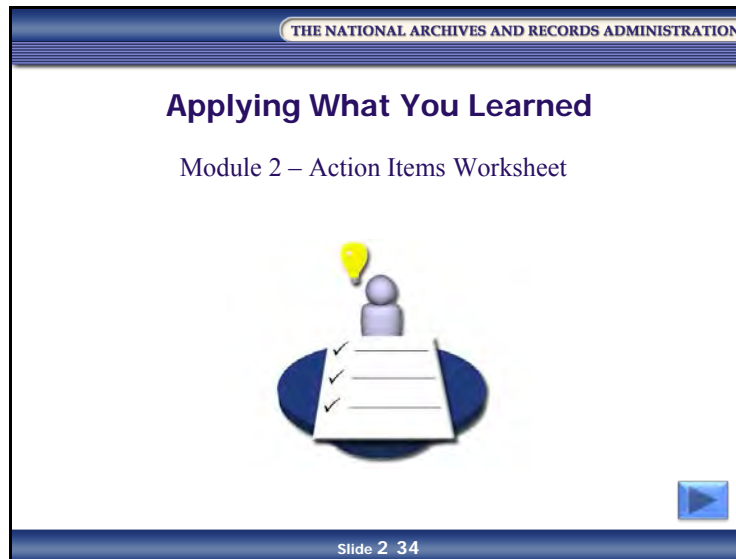 THE NATIONAL ARCHIVES AND RECORDS ADMINISTRATION
Applying What You Learned
Module 2 – Action Items Worksheet
Slide 2 34